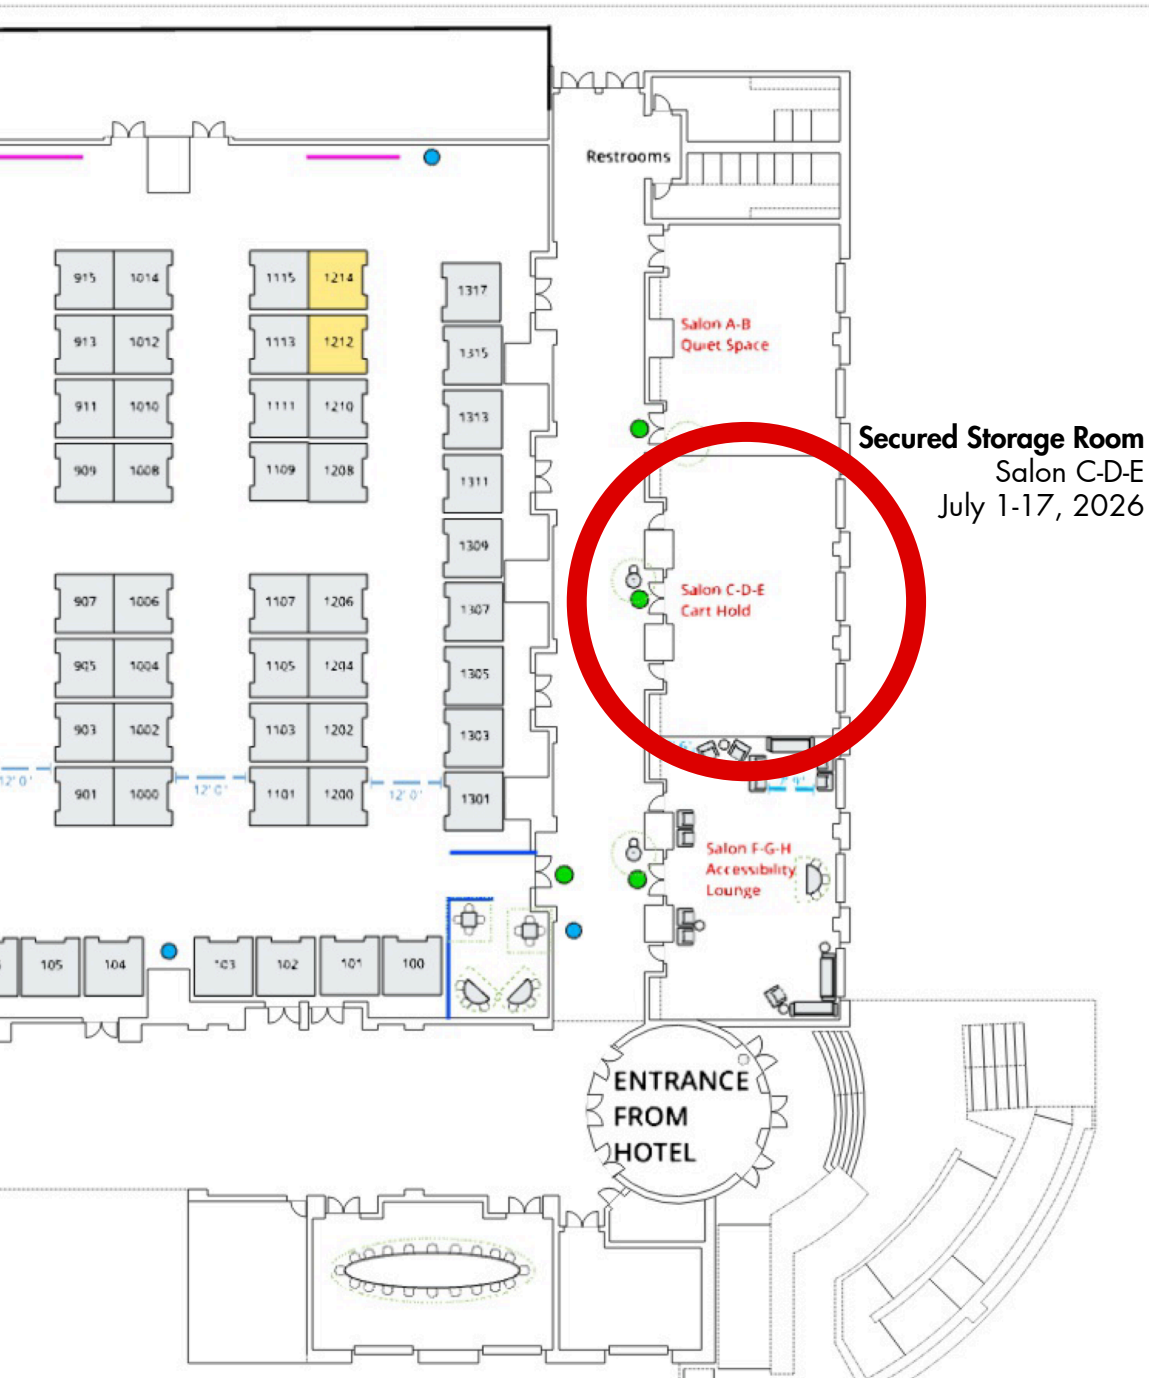 Restrooms
915 1014
1115 1214
1317
913 1012
1113 1212
1315
Salon A-B
Quiet Space
911 1010
1111 1210
1313
909 1008
1109 1208
1311
Secured Storage Room
Salon C-D-E
July 1-17, 2026
1309
907 1006
1107 1206
1307
Salon C-D-E
Cart Hold
905 1004
1105 1204
1305
903 1002
1103 1202
1303
12' 0"
901 1000
12' 0"
1101 1200
12' 0"
1301
Salon F-G-H
Accessibility
Lounge
105
104
103
102
101
100
ENTRANCE
FROM
HOTEL